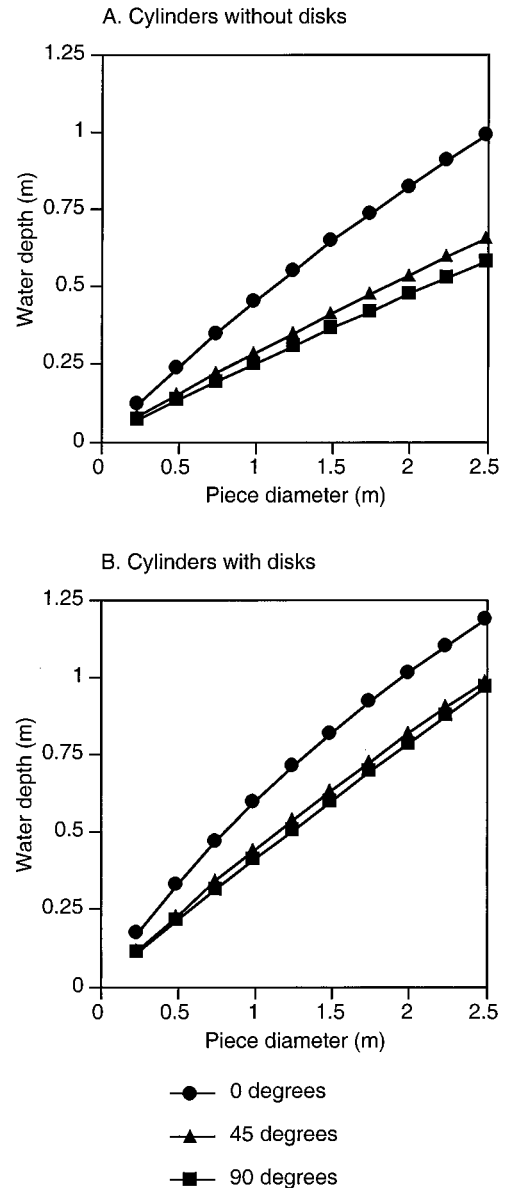 A. Cylinders without disks
1.25
1
0.75
0.5
0.25
0
Water depth (m)
0 0.5 1 1.5 2 2.5
Piece diameter (m)
B. Cylinders with disks
1.25
1
0.75
0.5
0.25
0
Water depth (m)
0 0.5 1 1.5 2 2.5
Piece diameter (m)
0 degrees
45 degrees
90 degrees